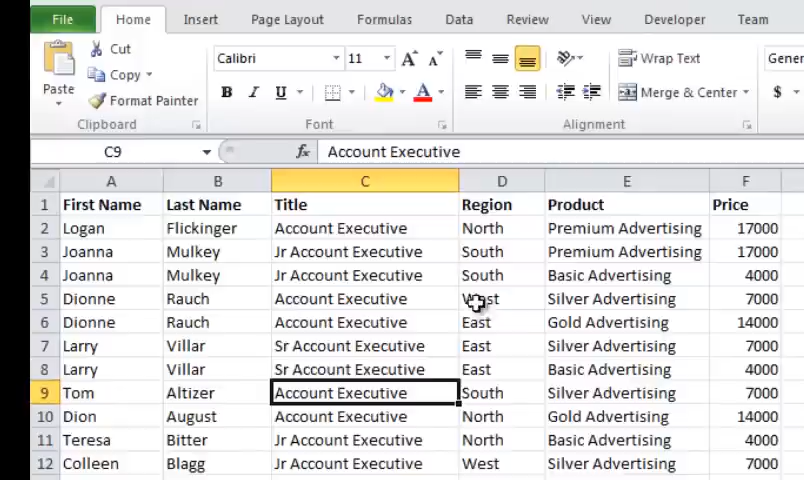 File Home Insert Page Layout Formulas Data Review View Developer Team
Cut
Copy
Format Painter
Paste
Clipboard
Calibri 11
B I U A
Font
Wrap Text
Merge & Center
Alignment
Gener
$
C9 fx Account Executive
A B C D E F
1 First Name Last Name Title Region Product Price
2 Logan Flickinger Account Executive North Premium Advertising 17000
3 Joanna Mulkey Jr Account Executive South Premium Advertising 17000
4 Joanna Mulkey Jr Account Executive South Basic Advertising 4000
5 Dionne Rauch Account Executive West Silver Advertising 7000
6 Dionne Rauch Account Executive East Gold Advertising 14000
7 Larry Villar Sr Account Executive East Silver Advertising 7000
8 Larry Villar Sr Account Executive East Basic Advertising 4000
9 Tom Altizer Account Executive South Silver Advertising 7000
10 Dion August Account Executive North Gold Advertising 14000
11 Teresa Bitter Jr Account Executive North Basic Advertising 4000
12 Colleen Blagg Jr Account Executive West Silver Advertising 7000